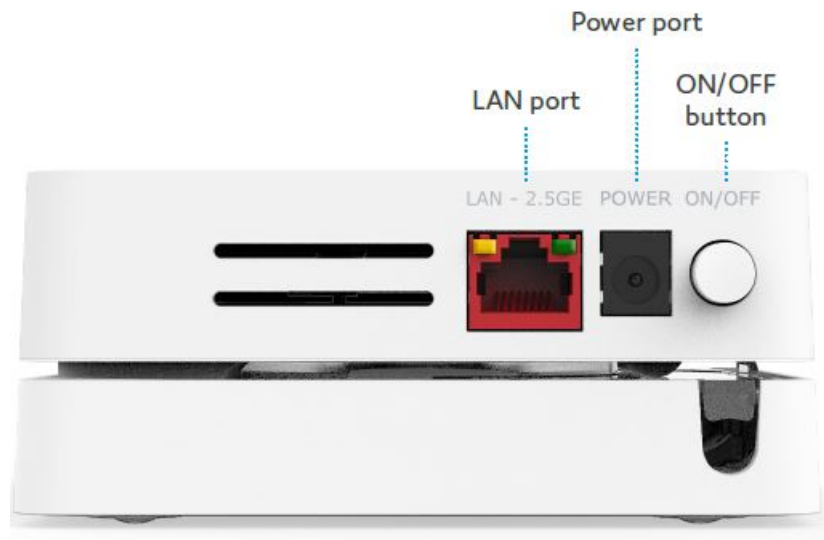 Power port
LAN port
ON/OFF
button
LAN - 2.5GE POWER ON/OFF